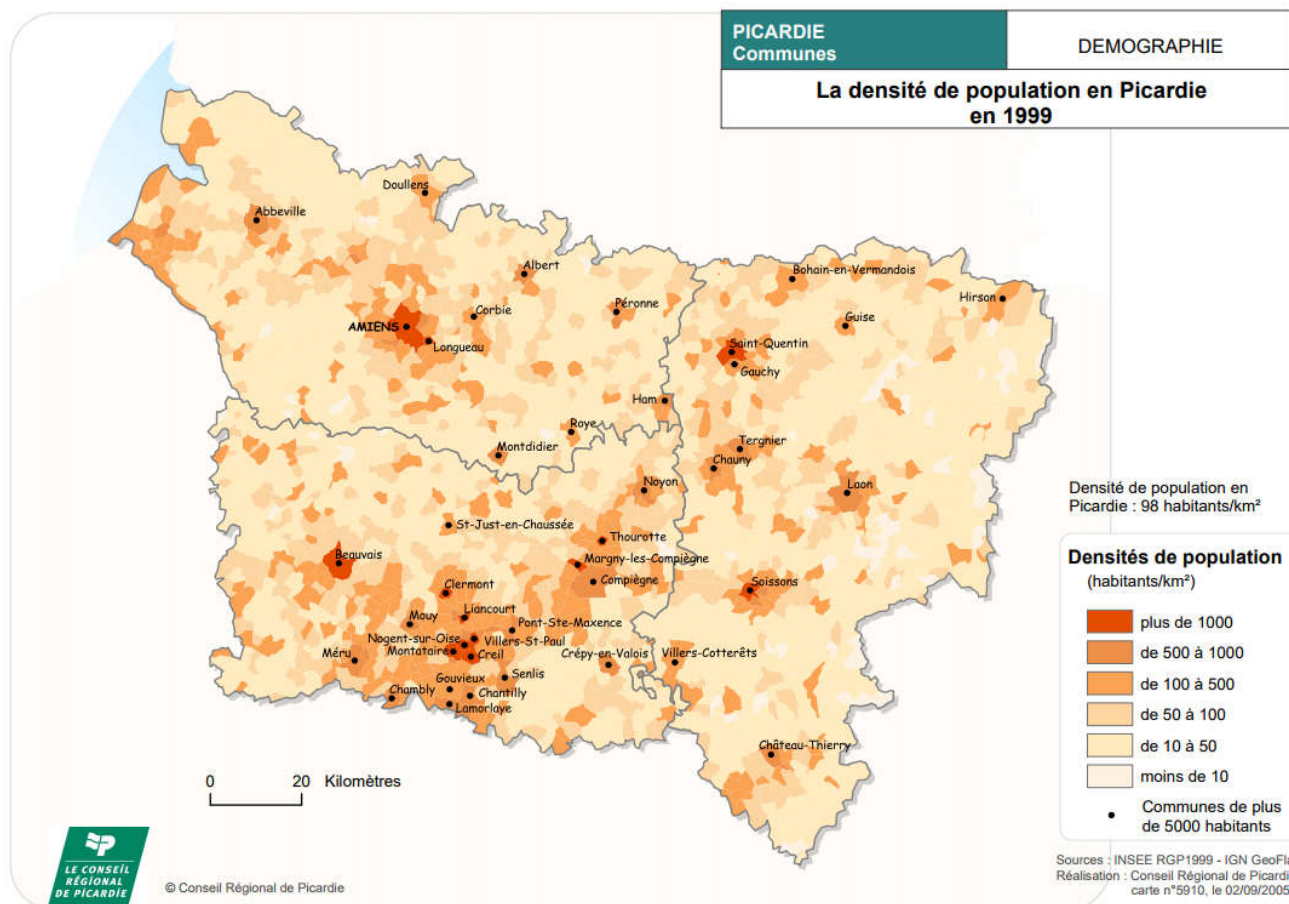 PICARDIE
Communes
DEMOGRAPHIE
La densité de population en Picardie
en 1999
Doullens
Abbeville
Albert
Bohain-en-Vermandois
Hirson
Péronne
Corbie
Guise
AMIENS
Longueau
Saint-Quentin
Gauchy
Ham
Roye
Montdidier
Tergnier
Chauny
Noyon
Laon
St-Just-en-Chaussée
Thourotte
Beauvais
Margny-les-Compiègne
Compiègne
Clermont
Soissons
Liancourt
Mouy
Pont-Ste-Maxence
Nogent-sur-Oise
Villers-St-Paul
Montataire
Creil
Méru
Crépy-en-Valois
Villers-Cotterêts
Senlis
Gouvieux
Chambly
Chantilly
Lamorlaye
Château-Thierry
Densité de population en
Picardie : 98 habitants/km²
Densités de population
(habitants/km²)
plus de 1000
de 500 à 1000
de 100 à 500
de 50 à 100
de 10 à 50
moins de 10
Communes de plus
de 5000 habitants
0 20 Kilomètres
LE CONSEIL
RÉGIONAL
DE PICARDIE
© Conseil Régional de Picardie
Sources : INSEE RGP1999 - IGN GeoFla
Réalisation : Conseil Régional de Picardi
carte n°5910, le 02/09/2005